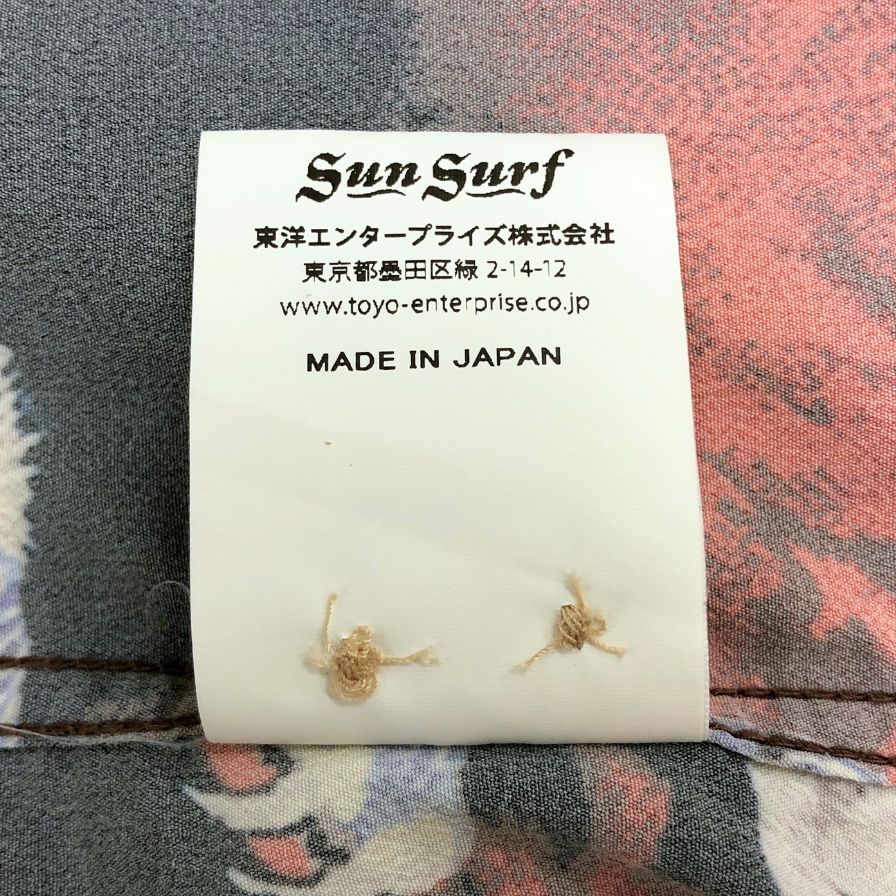 Sun Surf
東洋エンタープライズ株式会社
東京都墨田区緑 2-14-12
www.toyo-enterprise.co.jp
MADE IN JAPAN